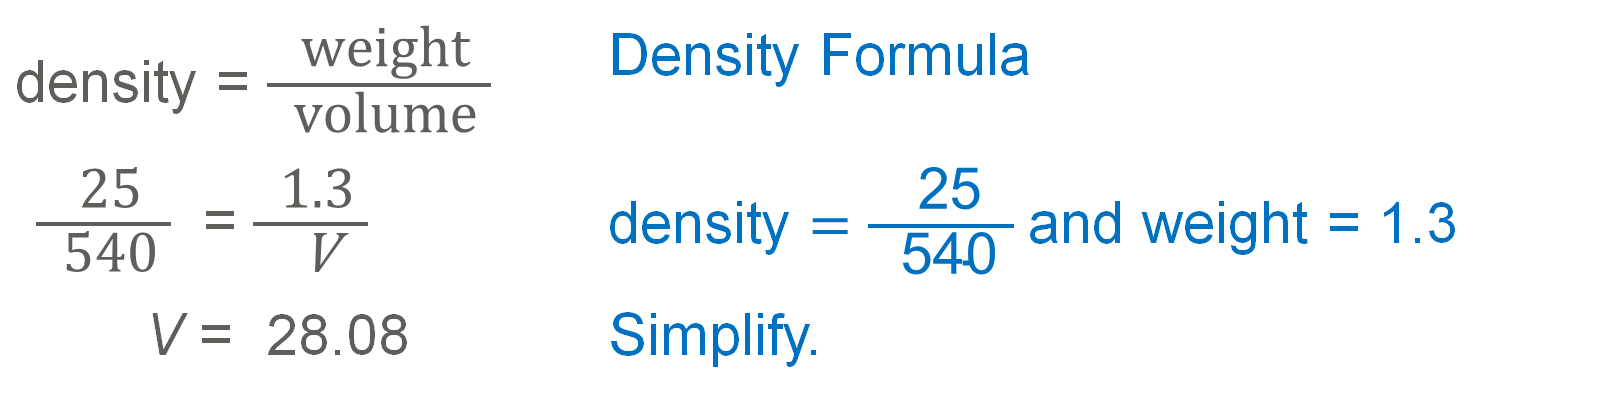 density = weight/volume Density Formula
25/540 = 1.3/V density = 25/540 and weight = 1.3
V = 28.08 Simplify.